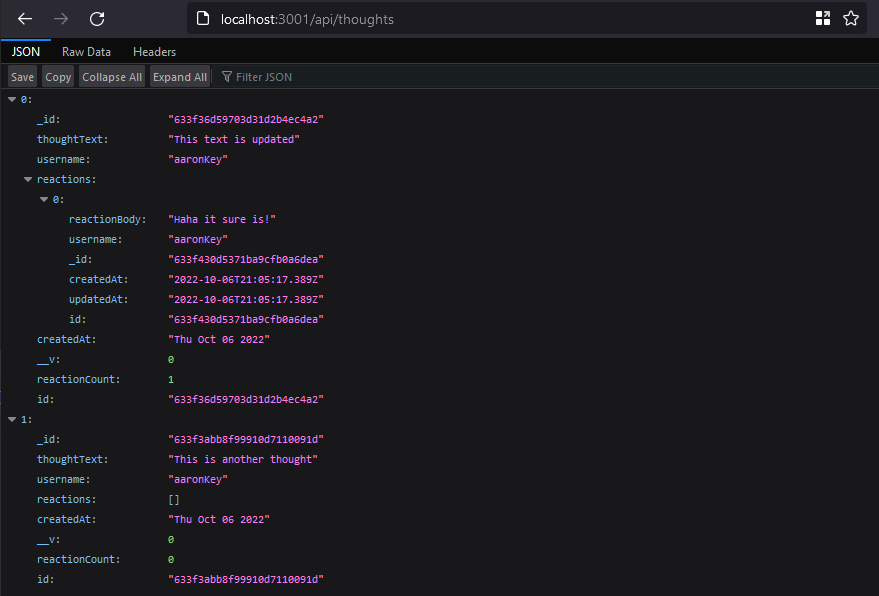 localhost:3001/api/thoughts
JSON Raw Data Headers
Save Copy Collapse All Expand All Filter JSON
0:
_id: "633f36d59703d31d2b4ec4a2"
thoughtText: "This text is updated"
username: "aaronKey"
reactions:
0:
reactionBody: "Haha it sure is!"
username: "aaronKey"
_id: "633f430d5371ba9cfb0a6dea"
createdAt: "2022-10-06T21:05:17.389Z"
updatedAt: "2022-10-06T21:05:17.389Z"
id: "633f430d5371ba9cfb0a6dea"
createdAt: "Thu Oct 06 2022"
__v: 0
reactionCount: 1
id: "633f36d59703d31d2b4ec4a2"
1:
_id: "633f3abb8f99910d7110091d"
thoughtText: "This is another thought"
username: "aaronKey"
reactions: []
createdAt: "Thu Oct 06 2022"
__v: 0
reactionCount: 0
id: "633f3abb8f99910d7110091d"